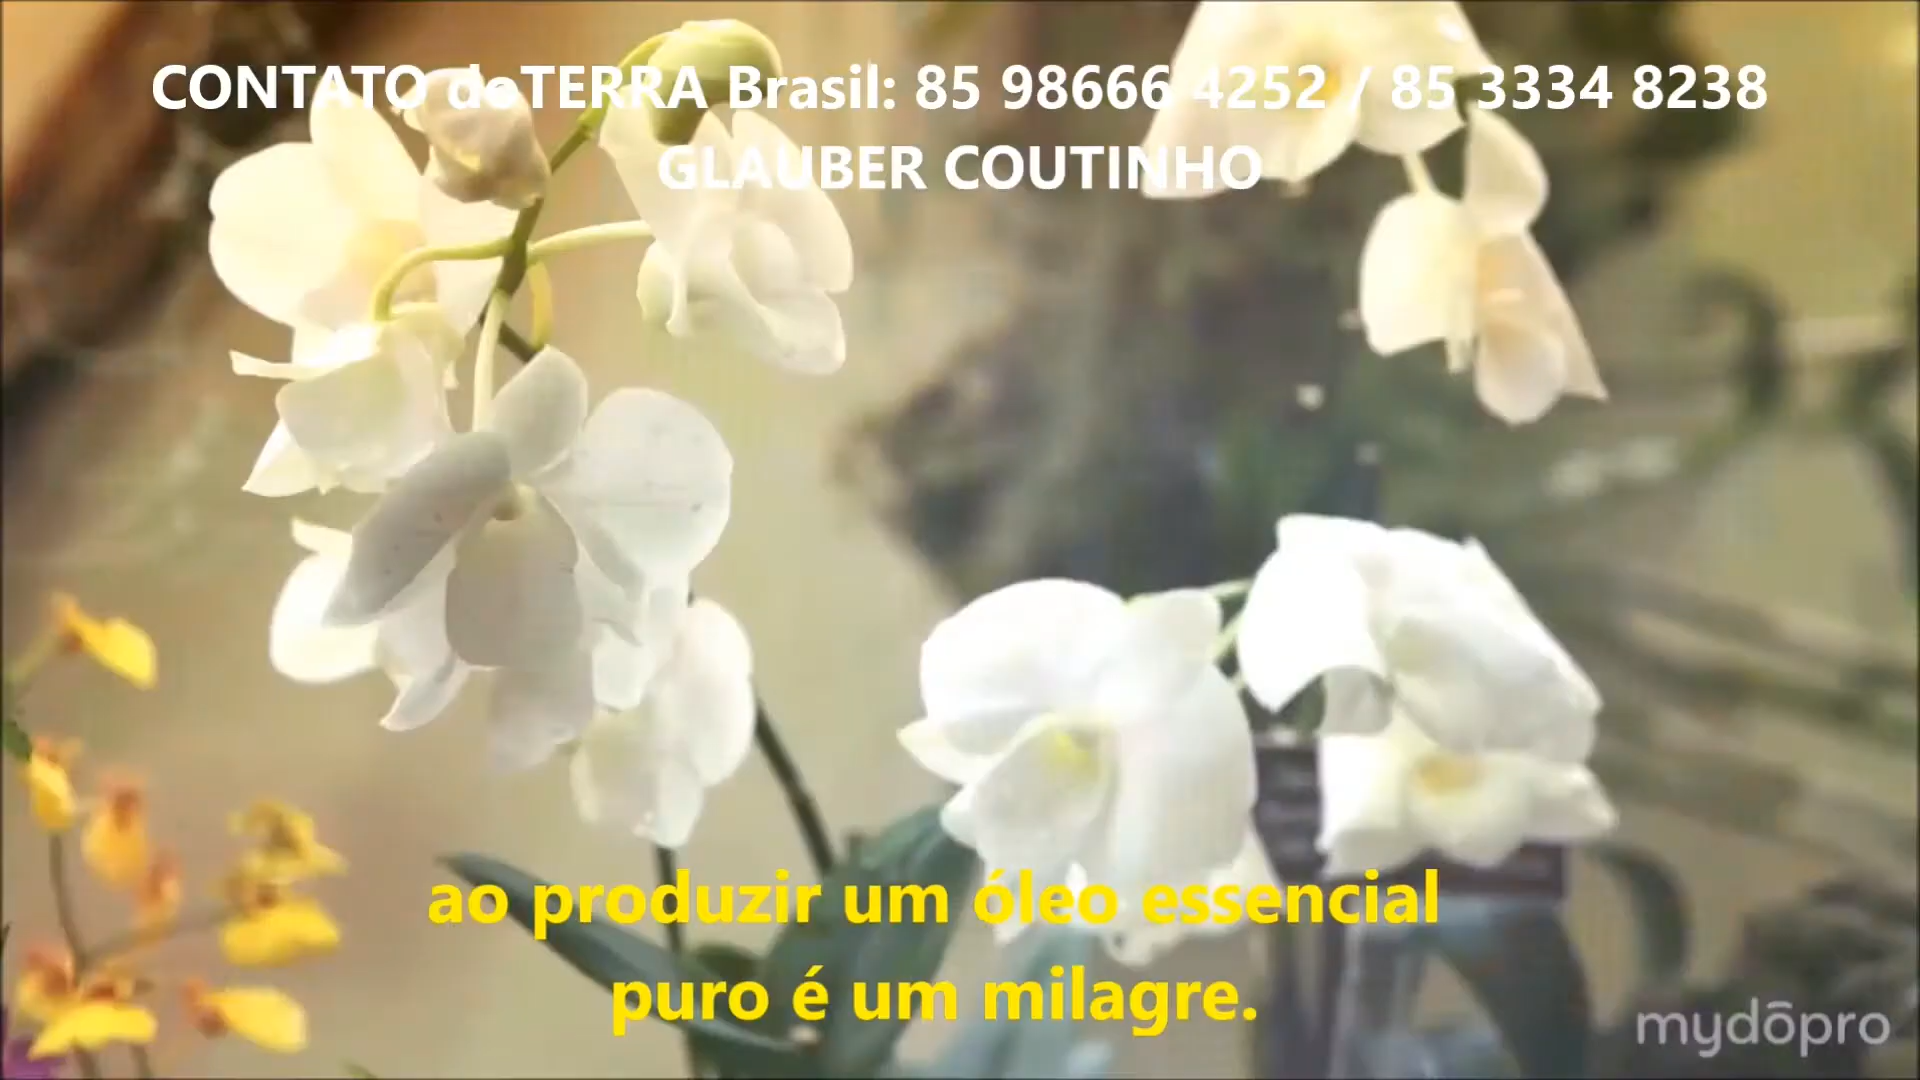 CONTATO doTERRA Brasil: 85 98666 4252 / 85 3334 8238
GLAUBER COUTINHO
ao produzir um óleo essencial
puro é um milagre.
mydōpro